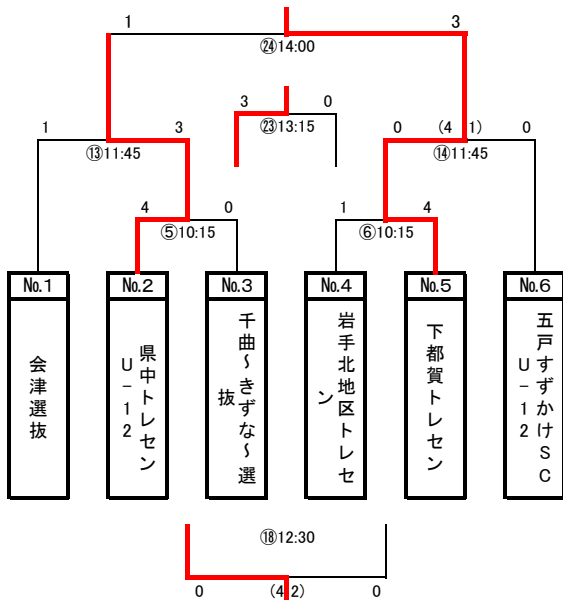 1 3
㉔14:00
3 0
㉓13:15
1 3
⑬11:45
0 (4 1) 0
⑭11:45
4 0
⑤10:15
1 4
⑥10:15
No.1
No.2
No.3
No.4
No.5
No.6
会津選抜
県中トレセン
U-12
千曲~きずな~選
抜
岩手北地区トレセ
ン
下都賀トレセン
五戸すずかけSC
U-12
⑱12:30
0 (4 2) 0